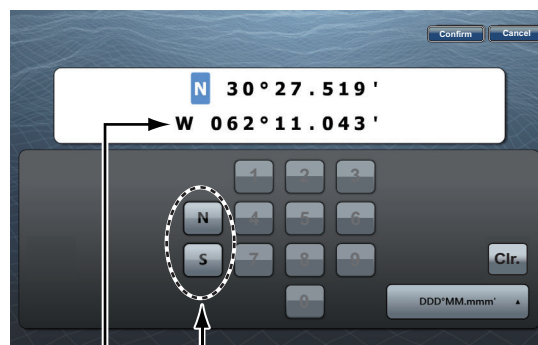 Confirm Cancel
N 30°27.519'
W 062°11.043'
1 2 3
N 4 5 6
S 7 8 9 Clr.
0 DDD°MM.mmm' ▲